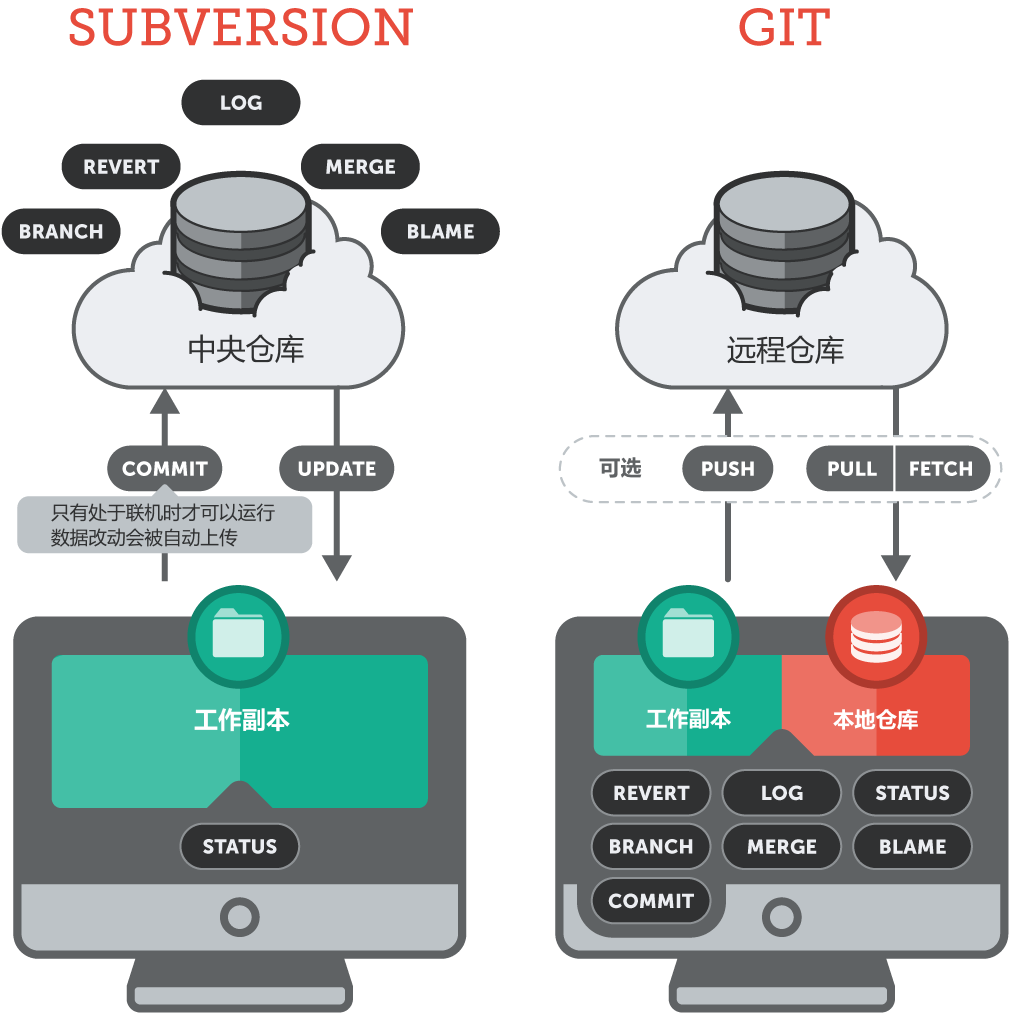 SUBVERSION
LOG
REVERT
MERGE
BRANCH
BLAME
中央仓库
COMMIT
UPDATE
只有处于联机时才可以运行
数据改动会被自动上传
工作副本
STATUS
GIT
远程仓库
可选
PUSH
PULL
FETCH
工作副本
本地仓库
REVERT
LOG
STATUS
BRANCH
MERGE
BLAME
COMMIT